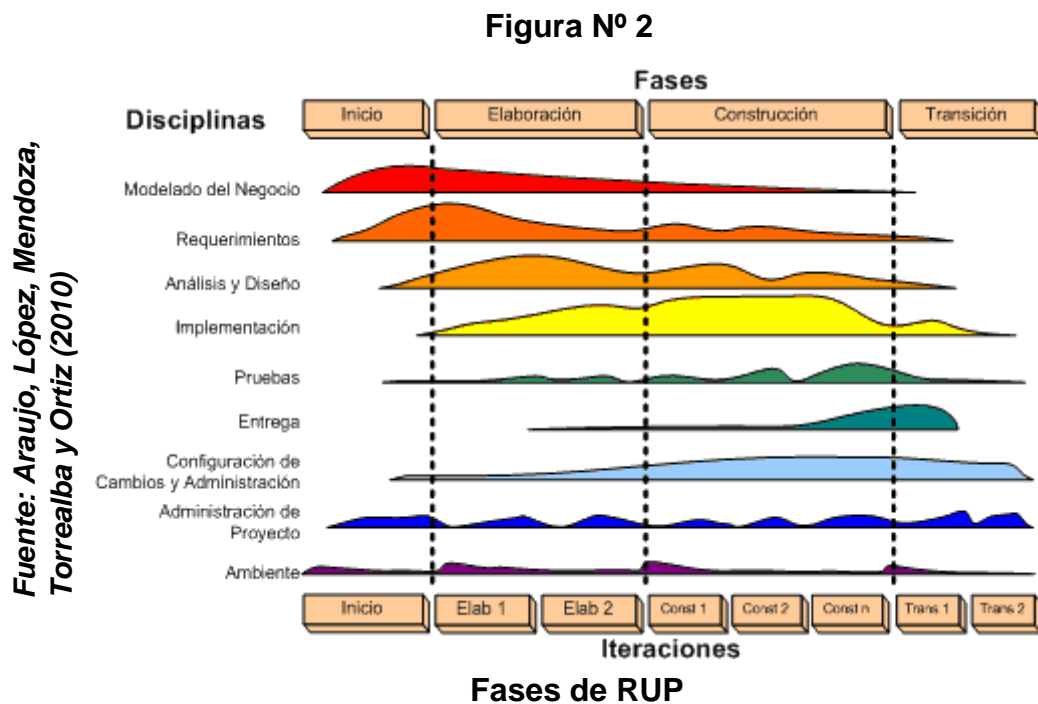 Figura Nº 2
Fases
Disciplinas
Inicio
Elaboración
Construcción
Transición
Modelado del Negocio
Requerimientos
Análisis y Diseño
Implementación
Pruebas
Entrega
Configuración de
Cambios y Administración
Administración de
Proyecto
Ambiente
Inicio
Elab 1
Elab 2
Const 1
Const 2
Const n
Trans 1
Trans 2
Iteraciones
Fases de RUP
Fuente: Araujo, López, Mendoza,
Torrealba y Ortiz (2010)